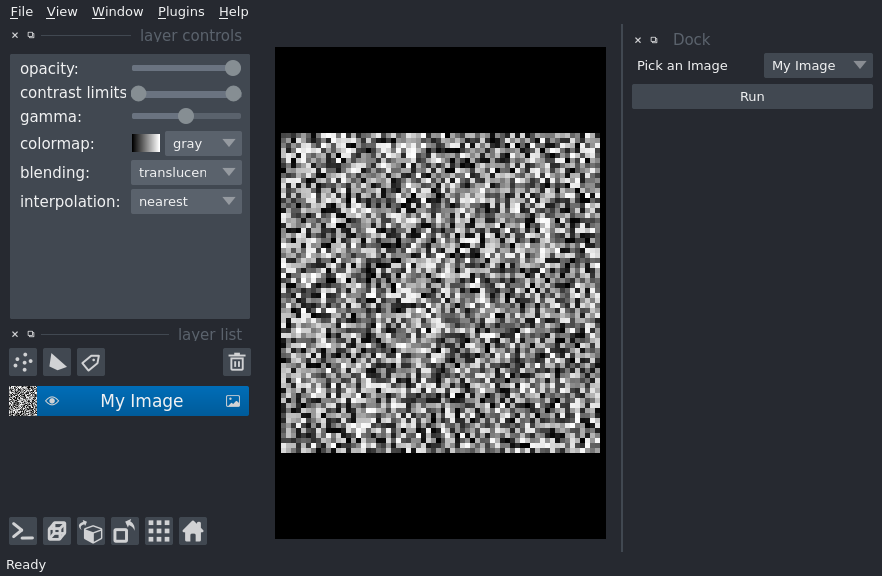 File View Window Plugins Help
layer controls
opacity:
contrast limits
gamma:
colormap: gray
blending: translucen
interpolation: nearest
layer list
My Image
Ready
Dock
Pick an Image My Image
Run